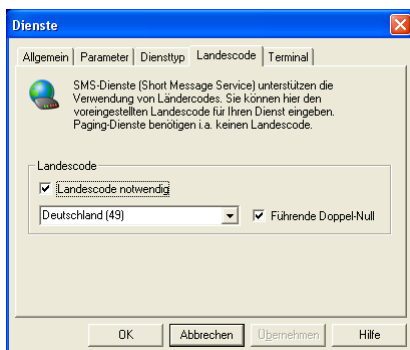 Dienste
Allgemein Parameter Diensttyp Landescode Terminal
SMS-Dienste (Short Message Service) unterstützen die
Verwendung von Ländercodes. Sie können hier den
voreingestellten Landescode für Ihren Dienst eingeben.
Paging-Dienste benötigen i.a. keinen Landescode.
Landescode
Landescode notwendig
Deutschland (49) Führende Doppel-Null
OK Abbrechen Übernehmen Hilfe